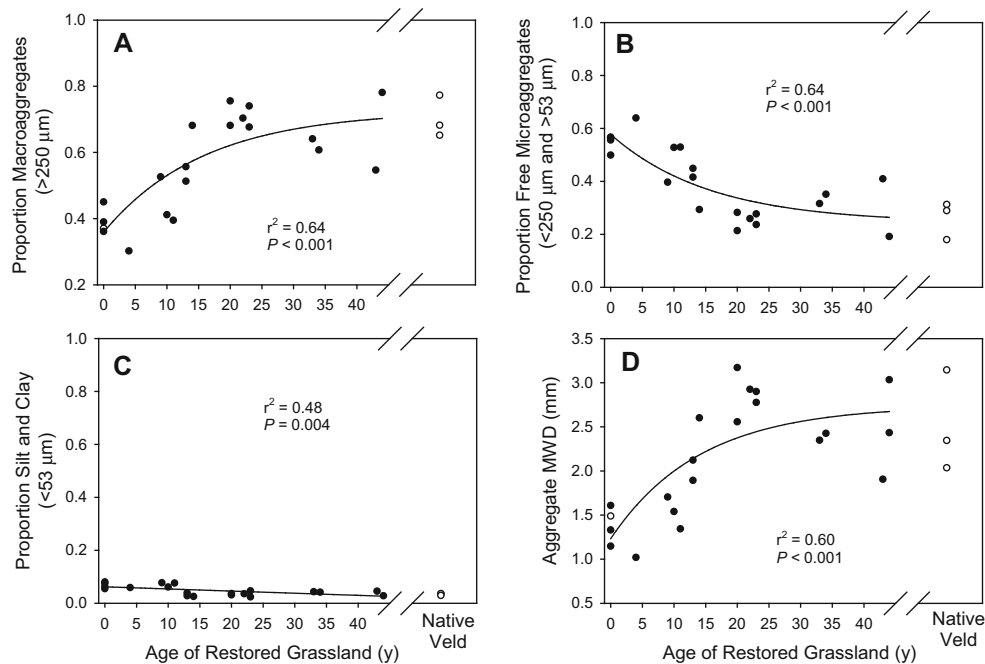 A
Proportion Macroaggregates
(>250 µm)
1.0
0.8
0.6
0.4
0.2
r² = 0.64
P < 0.001
0 5 10 15 20 25 30 35 40
B
Proportion Free Microaggregates
(<250 µm and >53 µm)
1.0
0.8
0.6
0.4
0.2
0.0
r² = 0.64
P < 0.001
0 5 10 15 20 25 30 35 40
C
Proportion Silt and Clay
(<53 µm)
1.0
0.8
0.6
0.4
0.2
0.0
r² = 0.48
P = 0.004
0 5 10 15 20 25 30 35 40
Native
Veld
Age of Restored Grassland (y)
D
Aggregate MWD (mm)
3.5
3.0
2.5
2.0
1.5
1.0
0.5
r² = 0.60
P < 0.001
0 5 10 15 20 25 30 35 40
Native
Veld
Age of Restored Grassland (y)